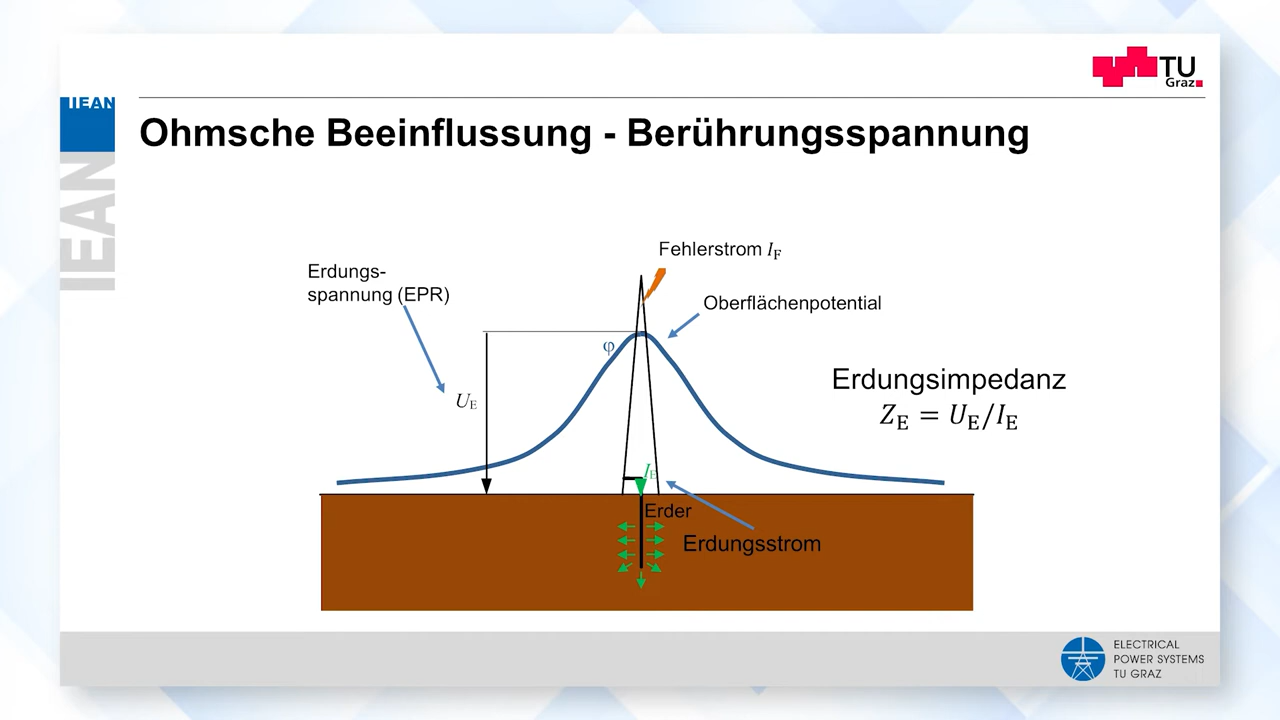 TU
Graz
IEAN
IEAN
Ohmsche Beeinflussung - Berührungsspannung
Fehlerstrom I_F
Erdungs-
spannung (EPR)
Oberflächenpotential
φ
U_E
Erdungsimpedanz
Z_E = U_E/I_E
I_E
Erder
Erdungsstrom
ELECTRICAL
POWER SYSTEMS
TU GRAZ